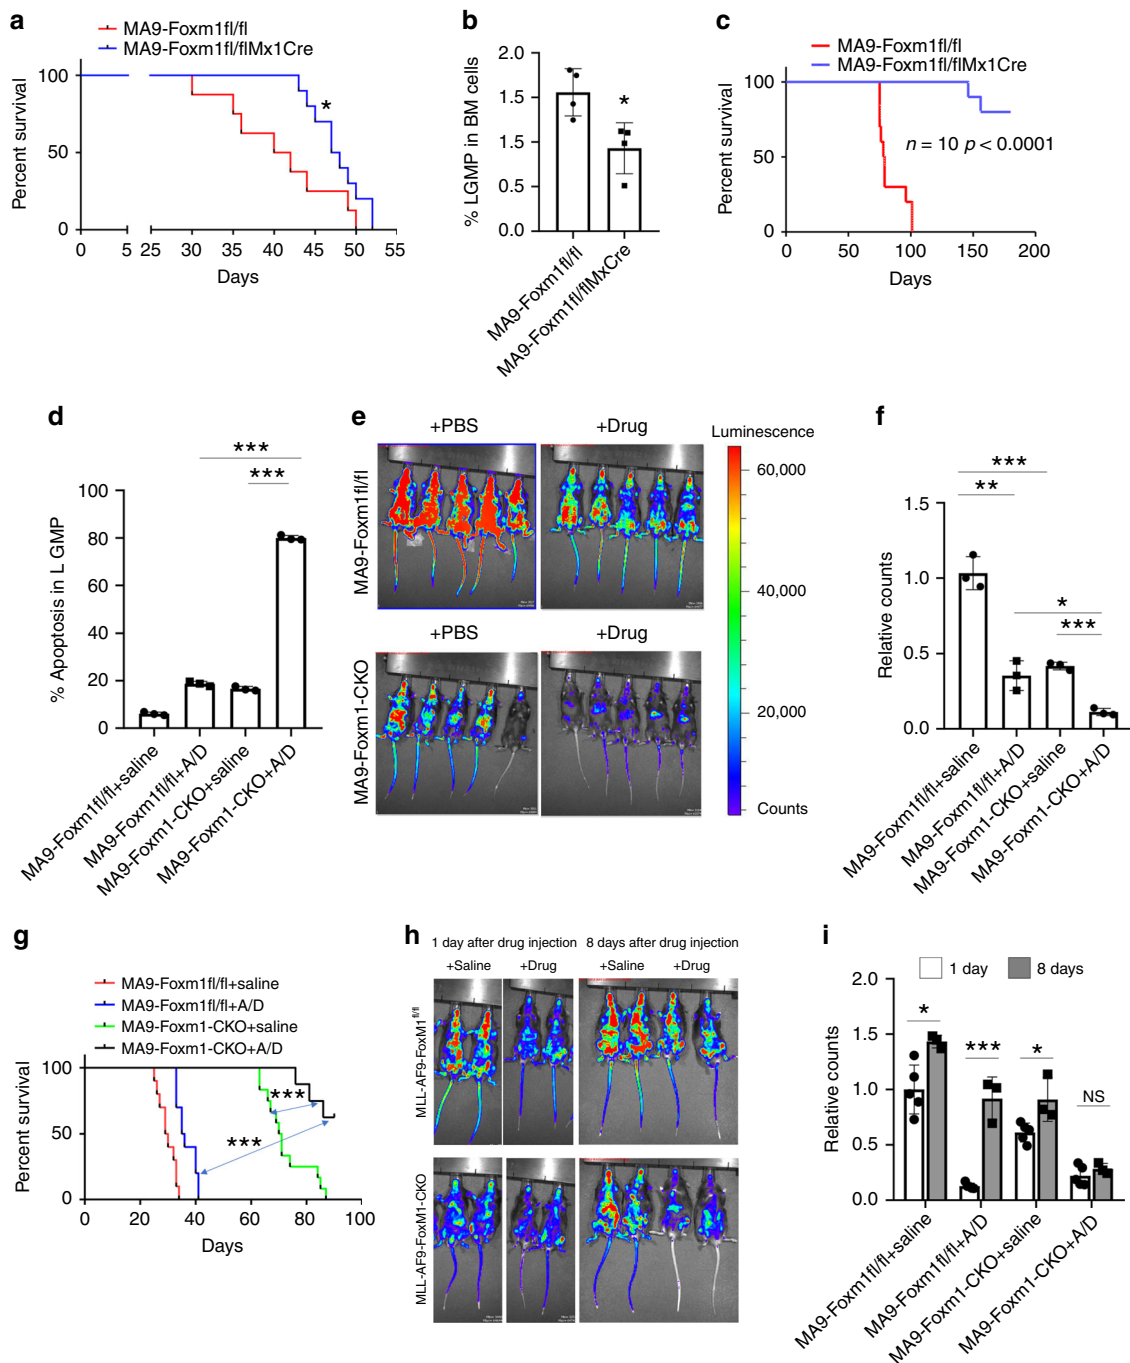 a
MA9-Foxm1fl/fl
MA9-Foxm1fl/flMx1Cre
Percent survival
100
50
0
*
0 5 25 30 35 40 45 50 55
Days
b
% LGMP in BM cells
2.0
1.5
1.5
0.5
0.0
*
MA9-Foxm1fl/fl
MA9-Foxm1fl/flMxCre
c
MA9-Foxm1fl/fl
MA9-Foxm1fl/flMx1Cre
Percent survival
100
50
0
n = 10 p < 0.0001
0 50 100 150 200
Days
d
% Apoptosis in L GMP
***
***
100
80
60
40
20
0
MA9-Foxm1fl/fl+saline
MA9-Foxm1fl/fl+A/D
MA9-Foxm1-CKO+saline
MA9-Foxm1-CKO+A/D
e
+PBS +Drug
MA9-Foxm1fl/fl
+PBS +Drug
MA9-Foxm1-CKO
Luminescence
60,000
40,000
20,000
Counts
f
Relative counts
***
**
*
***
1.5
1.0
0.5
0.0
MA9-Foxm1fl/fl+saline
MA9-Foxm1fl/fl+A/D
MA9-Foxm1-CKO+saline
MA9-Foxm1-CKO+A/D
g
MA9-Foxm1fl/fl+saline
MA9-Foxm1fl/fl+A/D
MA9-Foxm1-CKO+saline
MA9-Foxm1-CKO+A/D
Percent survival
100
50
0
***
***
0 20 40 60 80 100
Days
h
1 day after drug injection 8 days after drug injection
+Saline +Drug +Saline +Drug
MLL-AF9-FoxM1fl/fl
MLL-AF9-FoxM1-CKO
i
1 day 8 days
Relative counts
2.0
1.5
1.0
0.5
0.0
*
***
*
NS
MA9-Foxm1fl/fl+saline
MA9-Foxm1fl/fl+A/D
MA9-Foxm1-CKO+saline
MA9-Foxm1-CKO+A/D